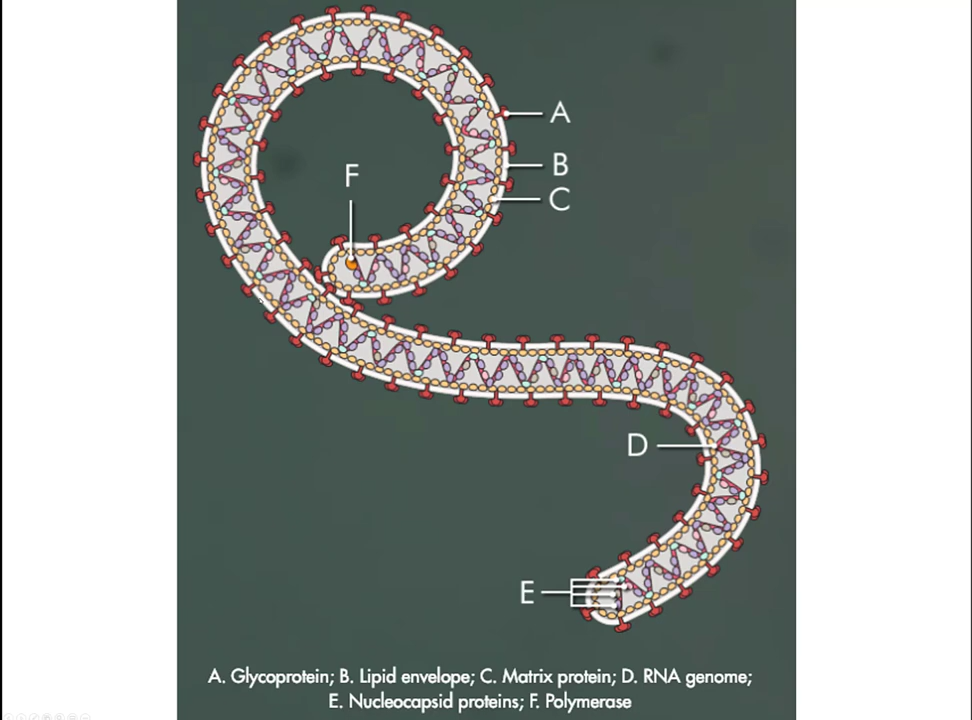 A
B
F
C
D
E
A. Glycoprotein; B. Lipid envelope; C. Matrix protein; D. RNA genome;
E. Nucleocapsid proteins; F. Polymerase